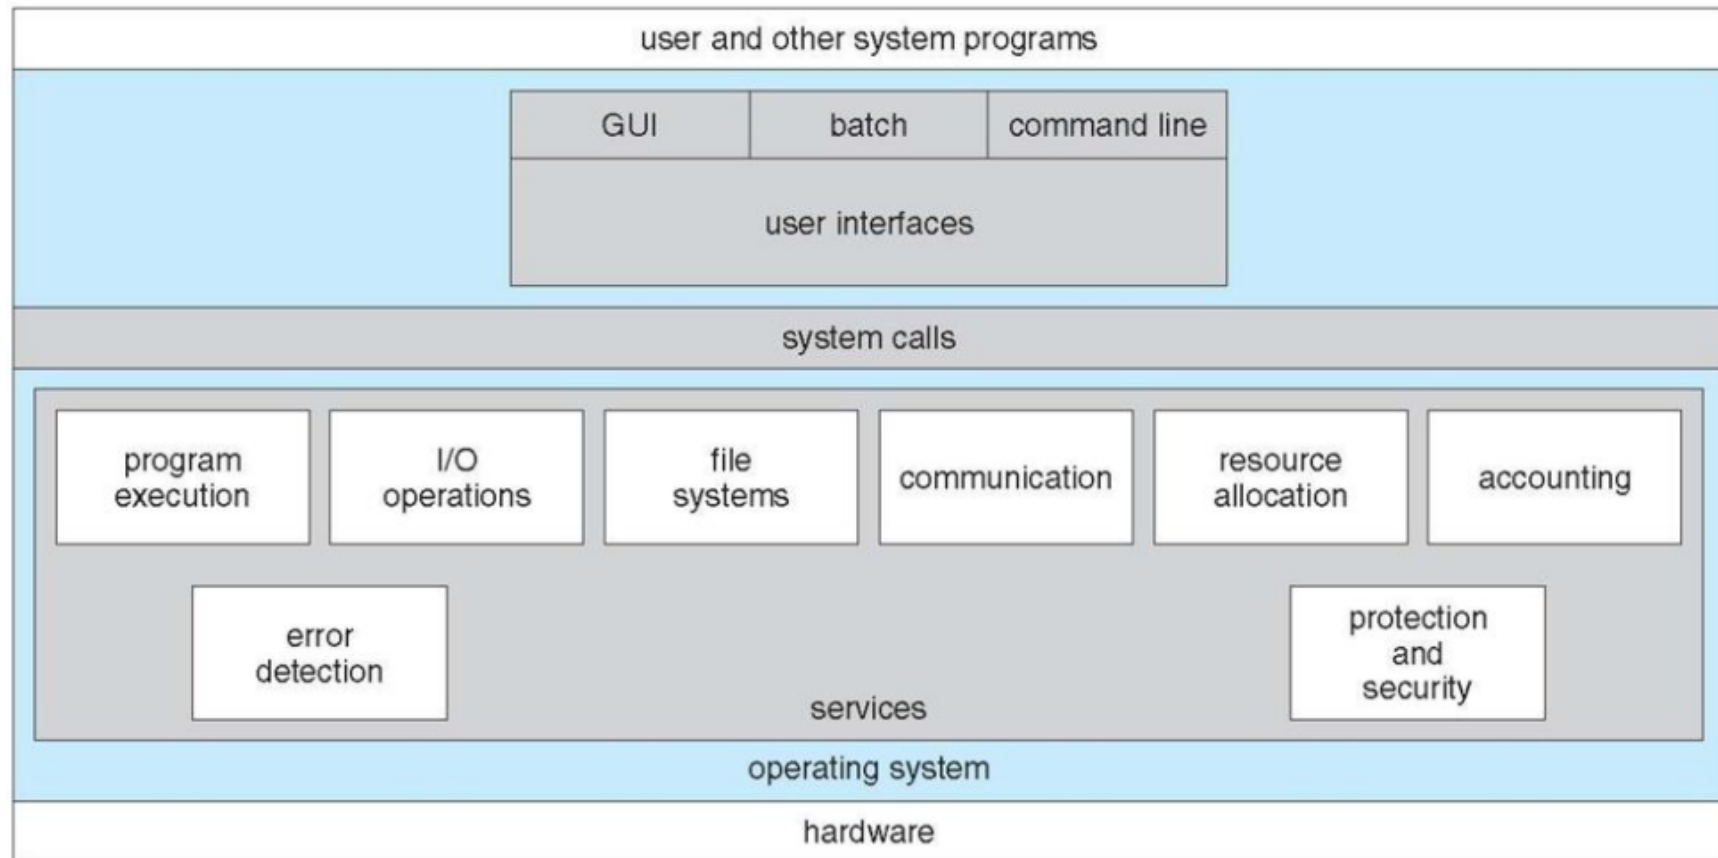 user and other system programs
GUI
batch
command line
user interfaces
system calls
program
execution
I/O
operations
file
systems
communication
resource
allocation
accounting
error
detection
protection
and
security
services
operating system
hardware